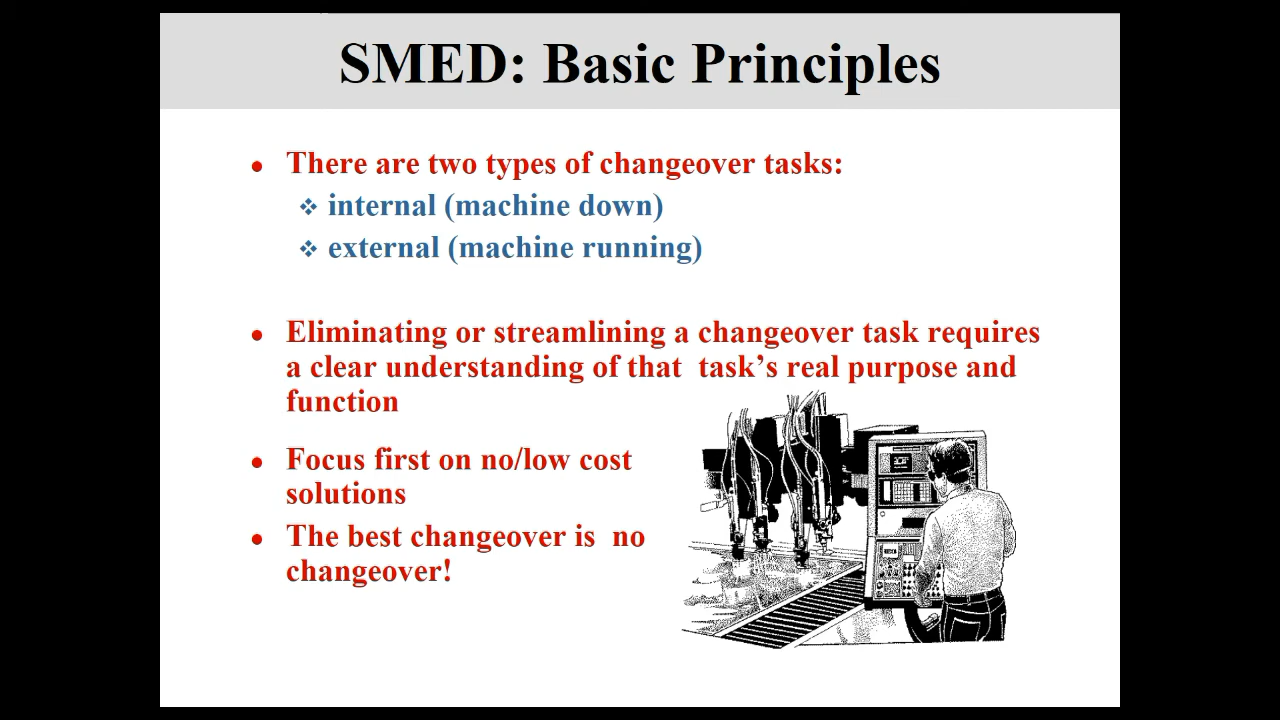 SMED: Basic Principles
• There are two types of changeover tasks:
❖ internal (machine down)
❖ external (machine running)
• Eliminating or streamlining a changeover task requires
a clear understanding of that task’s real purpose and
function
• Focus first on no/low cost
solutions
• The best changeover is no
changeover!